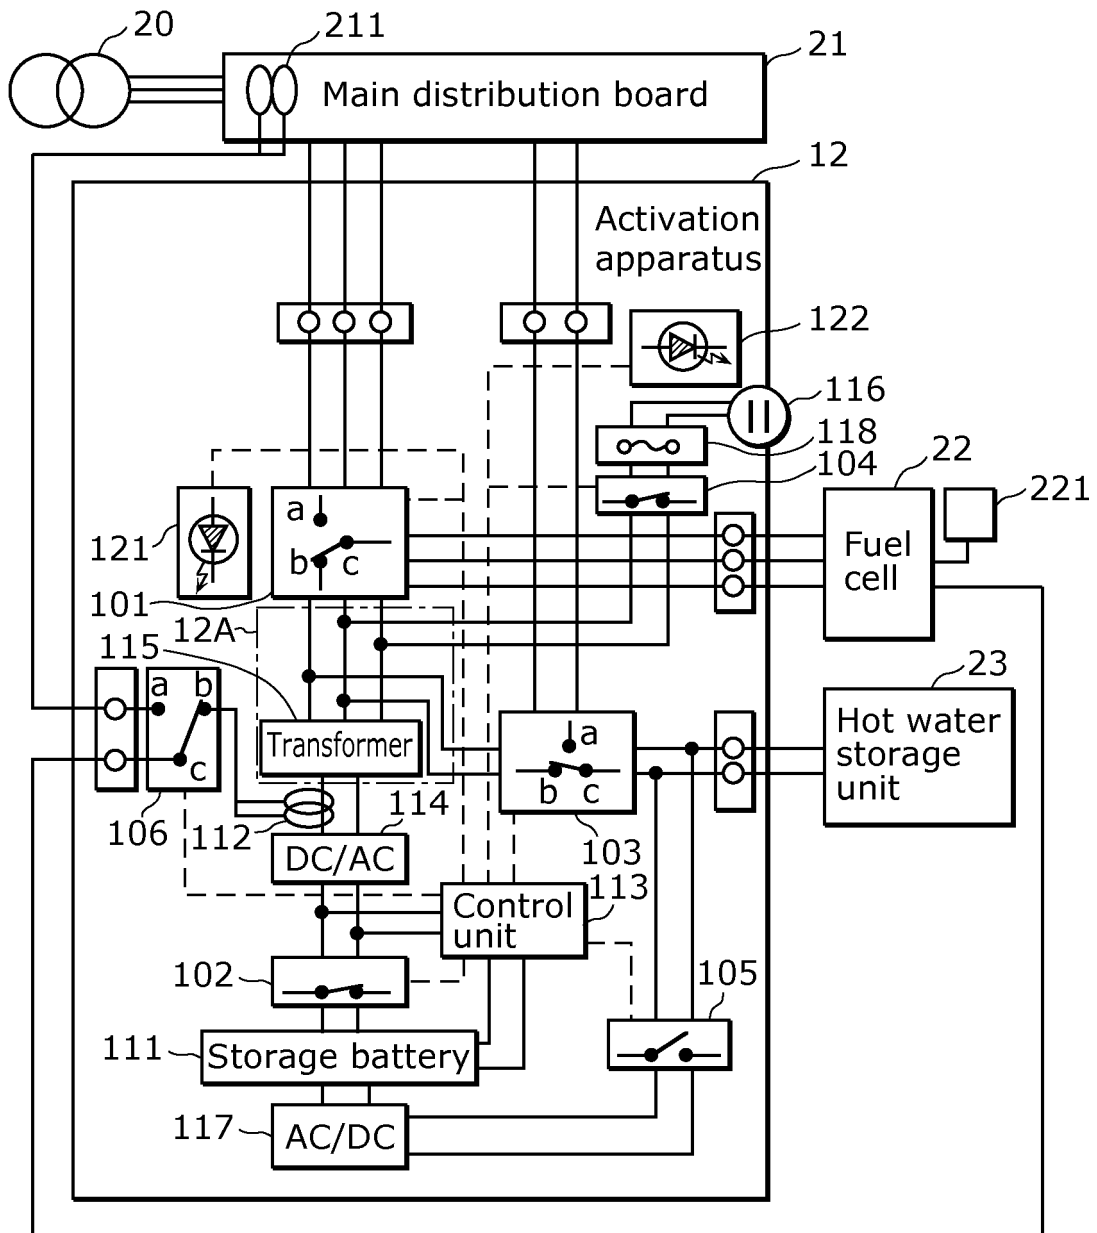 20
211
21
Main distribution board
12
Activation
apparatus
122
116
118
104
22
221
121
a
b
c
Fuel
cell
101
12A
115
23
a
b
c
Transformer
a
b
c
Hot water
storage
unit
106
112
114
103
DC/AC
113
Control
unit
102
105
111
Storage battery
117
AC/DC